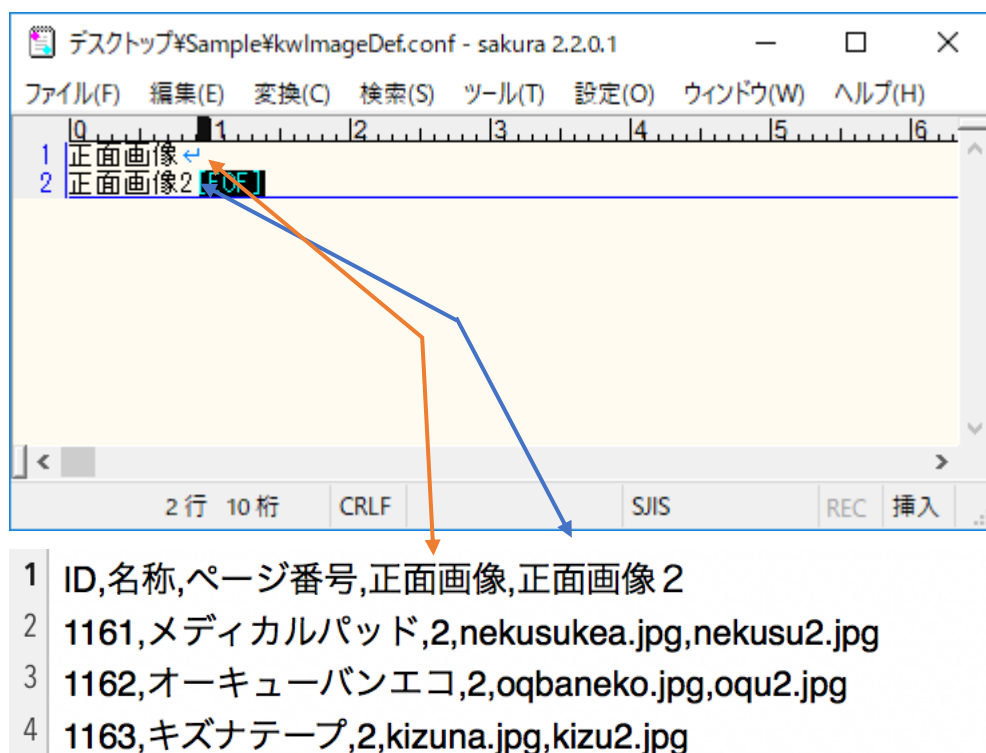 デスクトップ¥Sample¥kwImageDef.conf - sakura 2.2.0.1
ファイル(F) 編集(E) 変換(C) 検索(S) ツール(T) 設定(O) ウィンドウ(W) ヘルプ(H)
0 1 2 3 4 5 6
1 正面画像↵
2 正面画像2[EOF]
2 行 10 桁 CRLF SJIS REC 挿入
1 ID,名称,ページ番号,正面画像,正面画像２
2 1161,メディカルパッド,2,nekusukea.jpg,nekusu2.jpg
3 1162,オーキューバンエコ,2,oqbaneko.jpg,oqu2.jpg
4 1163,キズナテープ,2,kizuna.jpg,kizu2.jpg